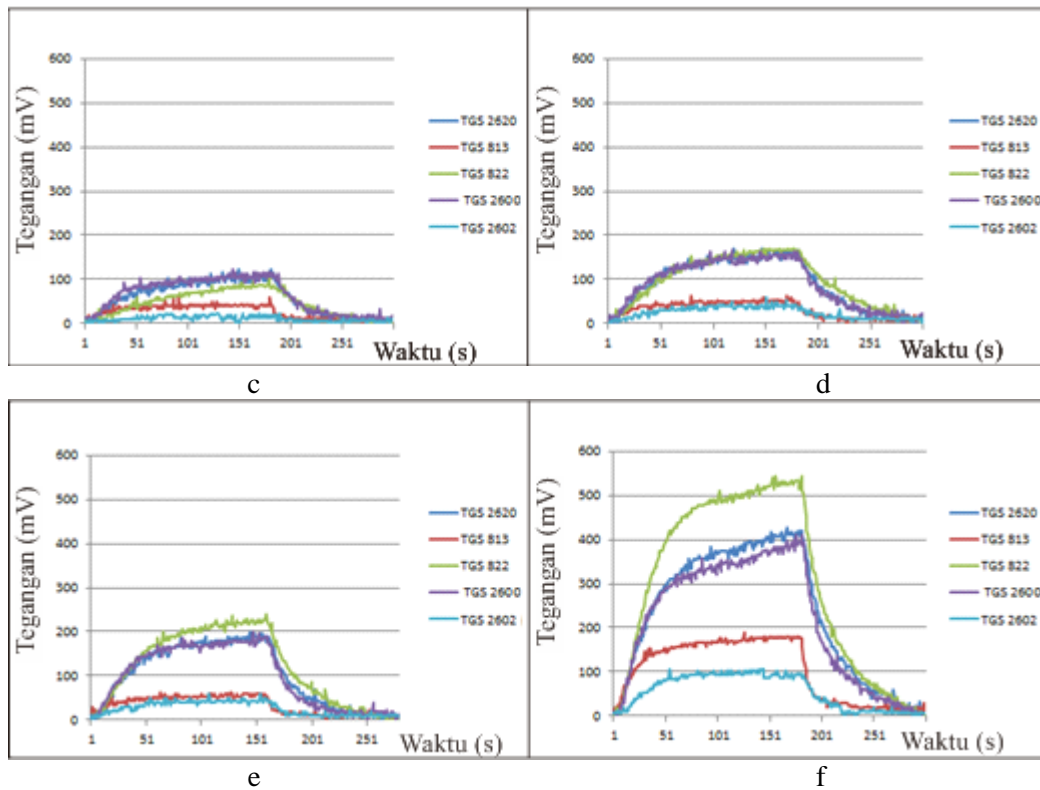 600
500
400
300
200
100
0
Tegangan (mV)
1 51 101 151 201 251
Waktu (s)
TGS 2620
TGS 813
TGS 822
TGS 2600
TGS 2602
c
600
500
400
300
200
100
0
Tegangan (mV)
1 51 101 151 201 251
Waktu (s)
TGS 2620
TGS 813
TGS 822
TGS 2600
TGS 2602
d
600
500
400
300
200
100
0
Tegangan (mV)
1 51 101 151 201 251
Waktu (s)
TGS 2620
TGS 813
TGS 822
TGS 2600
TGS 2602
e
600
500
400
300
200
100
0
Tegangan (mV)
1 51 101 151 201 251
Waktu (s)
TGS 2620
TGS 813
TGS 822
TGS 2600
TGS 2602
f